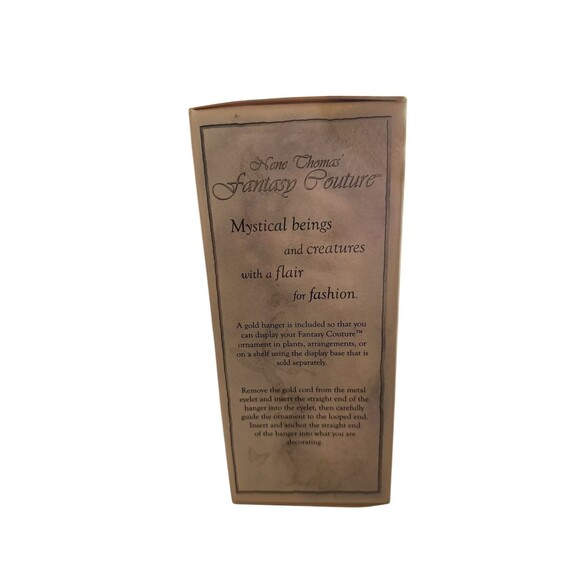 Nene Thomas'
Fantasy Couture™
Mystical beings
and creatures
with a flair
for fashion.
A gold hanger is included so that you
can display your Fantasy Couture™
ornament in plants, arrangements, or
on a shelf using the display base that is
sold separately.
Remove the gold cord from the metal
eyelet and insert the straight end of the
hanger into the eyelet, then carefully
guide the ornament to the looped end.
Insert and anchor the straight end
of the hanger into what you are
decorating.